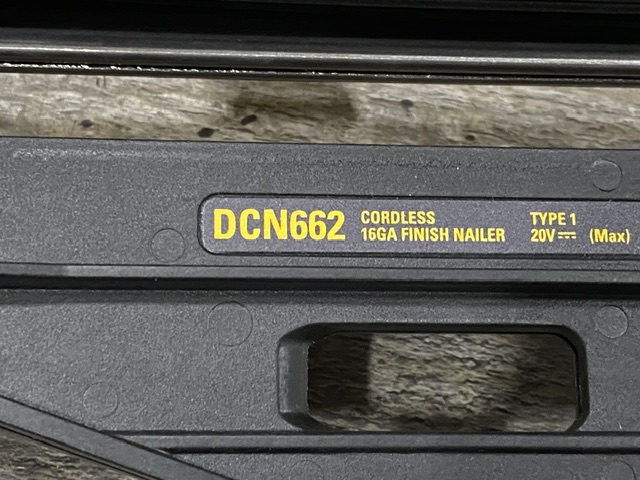 DCN662
CORDLESS
16GA FINISH NAILER
TYPE 1
20V⎓ (Max)